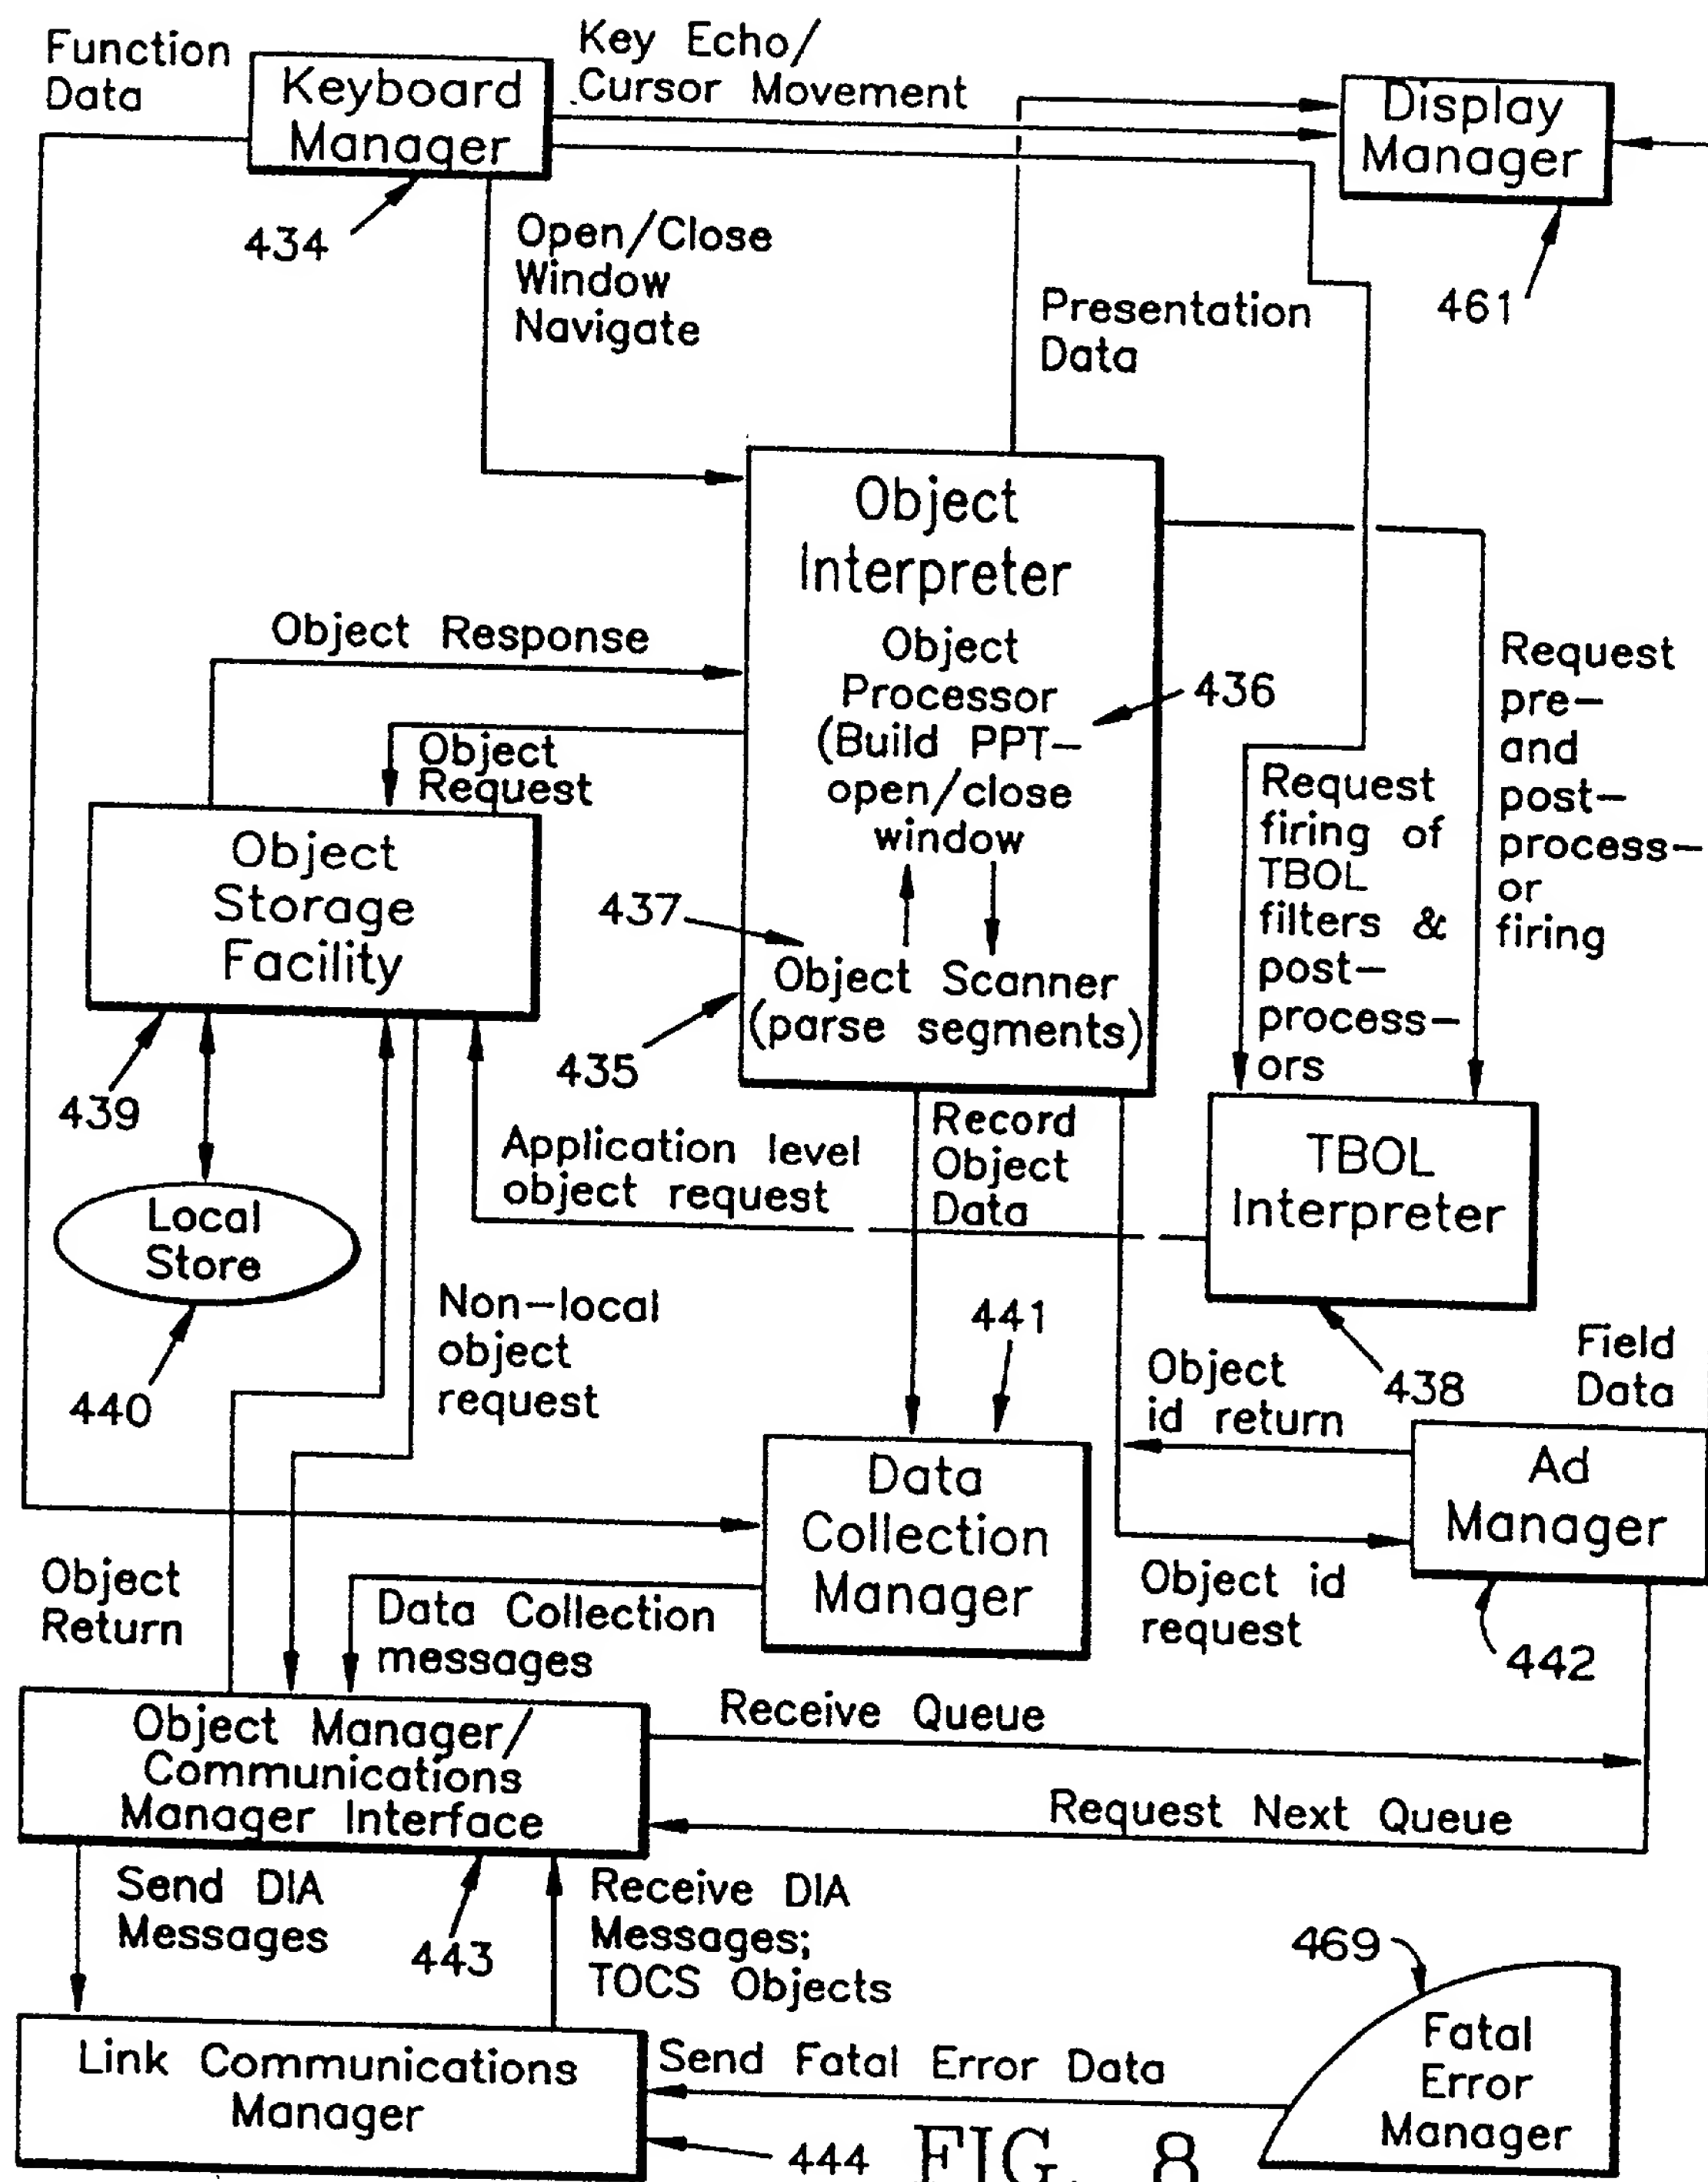 Function
Data
Keyboard
Manager
434
Key Echo/
Cursor Movement
Display
Manager
461
Open/Close
Window
Navigate
Presentation
Data
Object
Interpreter
Object
Processor
(Build PPT-
open/close
window
436
437
Object Scanner
(parse segments)
435
Object Response
Object
Request
Object
Storage
Facility
439
Request
firing of
TBOL
filters &
post-
process-
ors
Request
pre-
and
post-
process-
or
firing
Local
Store
440
Application level
object request
Record
Object
Data
TBOL
Interpreter
438
Non-local
object
request
441
Object
id return
Field
Data
Data
Collection
Manager
Ad
Manager
442
Object id
request
Object
Return
Data Collection
messages
Object Manager/
Communications
Manager Interface
443
Receive Queue
Request Next Queue
Send DIA
Messages
Receive DIA
Messages;
TOCS Objects
469
Fatal
Error
Manager
Link Communications
Manager
Send Fatal Error Data
444
FIG. 8